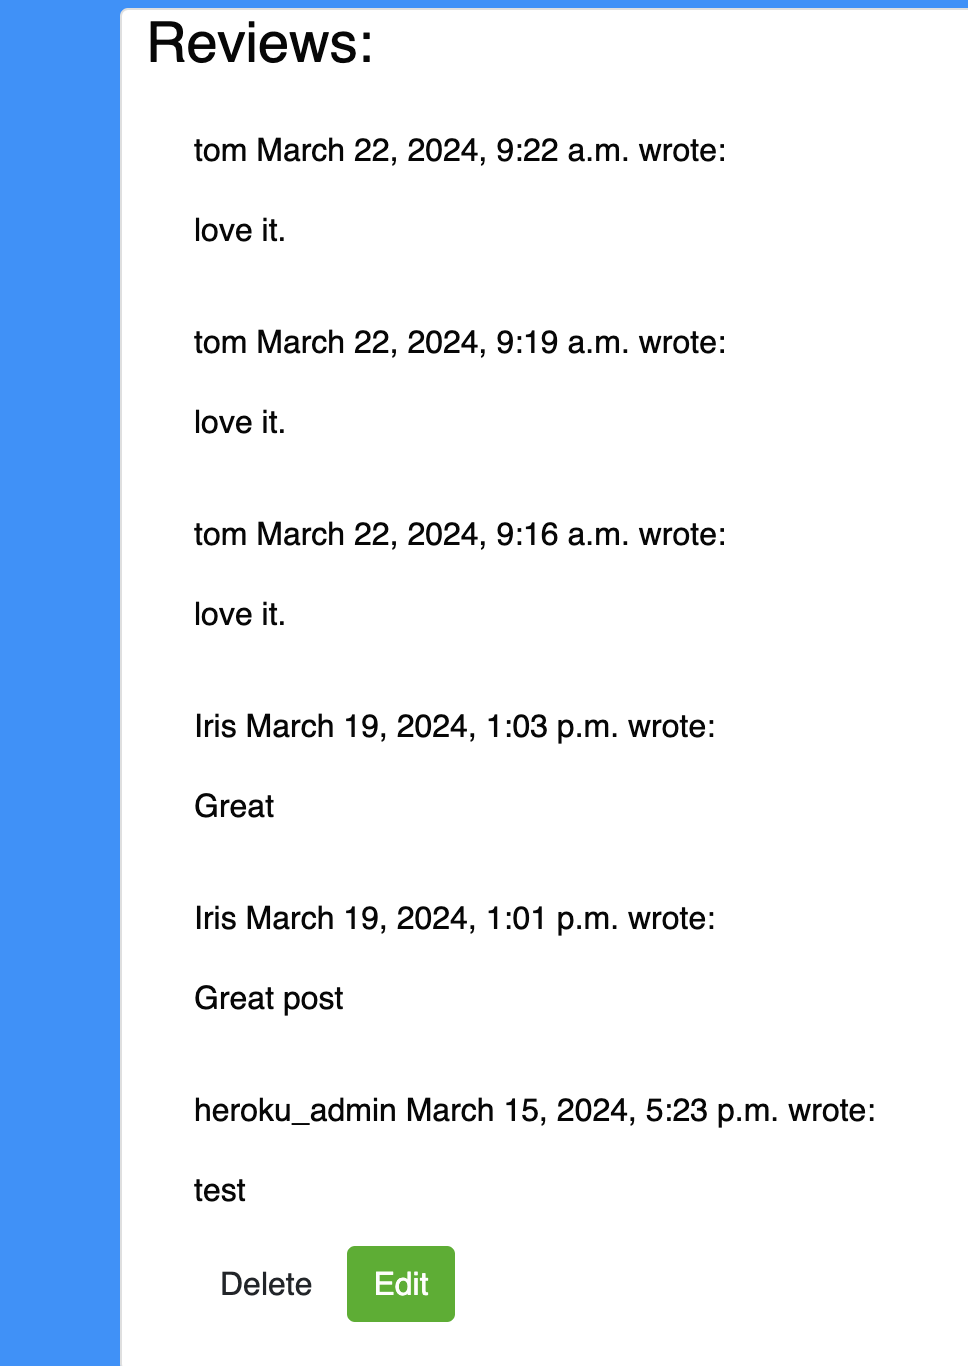 Reviews:
tom March 22, 2024, 9:22 a.m. wrote:
love it.
tom March 22, 2024, 9:19 a.m. wrote:
love it.
tom March 22, 2024, 9:16 a.m. wrote:
love it.
Iris March 19, 2024, 1:03 p.m. wrote:
Great
Iris March 19, 2024, 1:01 p.m. wrote:
Great post
heroku_admin March 15, 2024, 5:23 p.m. wrote:
test
Delete Edit